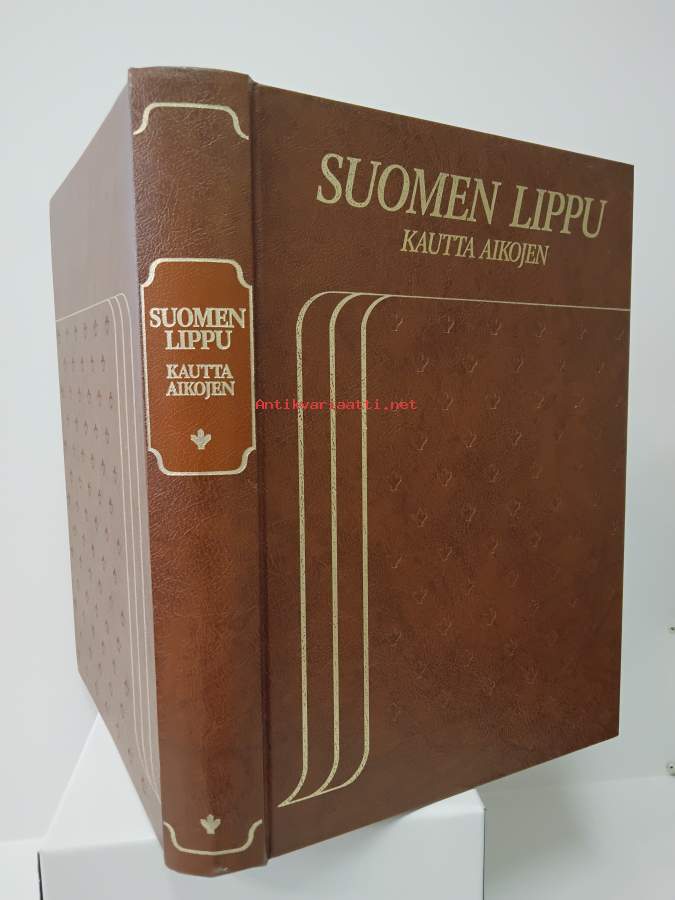 SUOMEN LIPPU
KAUTTA AIKOJEN
SUOMEN
LIPPU
KAUTTA
AIKOJEN
Antikvariaatti.net